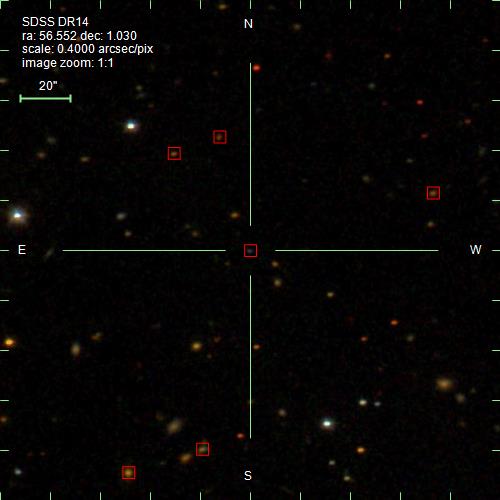 SDSS DR14
ra: 56.552 dec: 1.030
scale: 0.4000 arcsec/pix
image zoom: 1:1
20"
N
E
W
S